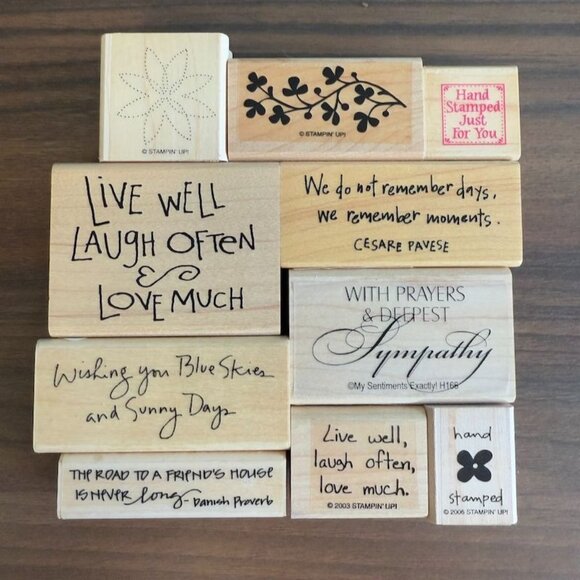 © STAMPIN' UP!
© STAMPIN' UP!
Hand
Stamped
Just
For You
LIVE WELL
LAUGH OFTEN
&
LOVE MUCH
We do not remember days,
we remember moments.
CESARE PAVESE
WITH PRAYERS
& DEEPEST
Sympathy
©My Sentiments Exactly! H166
Wishing you Blue Skies
and Sunny Days
THE ROAD TO A FRIEND'S HOUSE
IS NEVER long - Danish Proverb
Live well,
laugh often,
love much.
© 2003 STAMPIN' UP!
hand
stamped
© 2006 STAMPIN' UP!